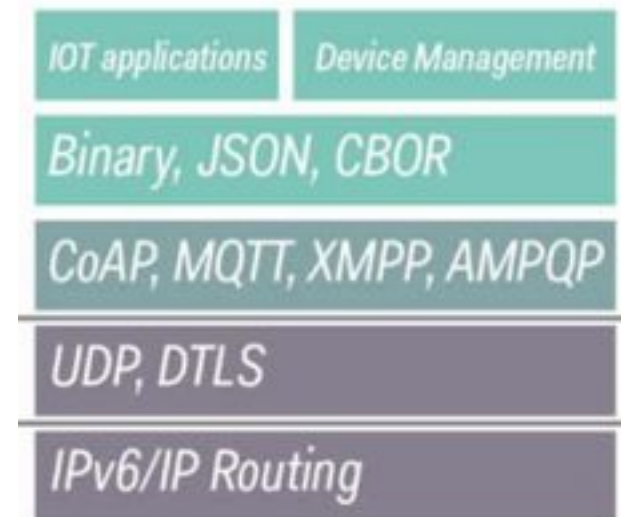 IOT applications
Device Management
Binary, JSON, CBOR
CoAP, MQTT, XMPP, AMPQP
UDP, DTLS
IPv6/IP Routing